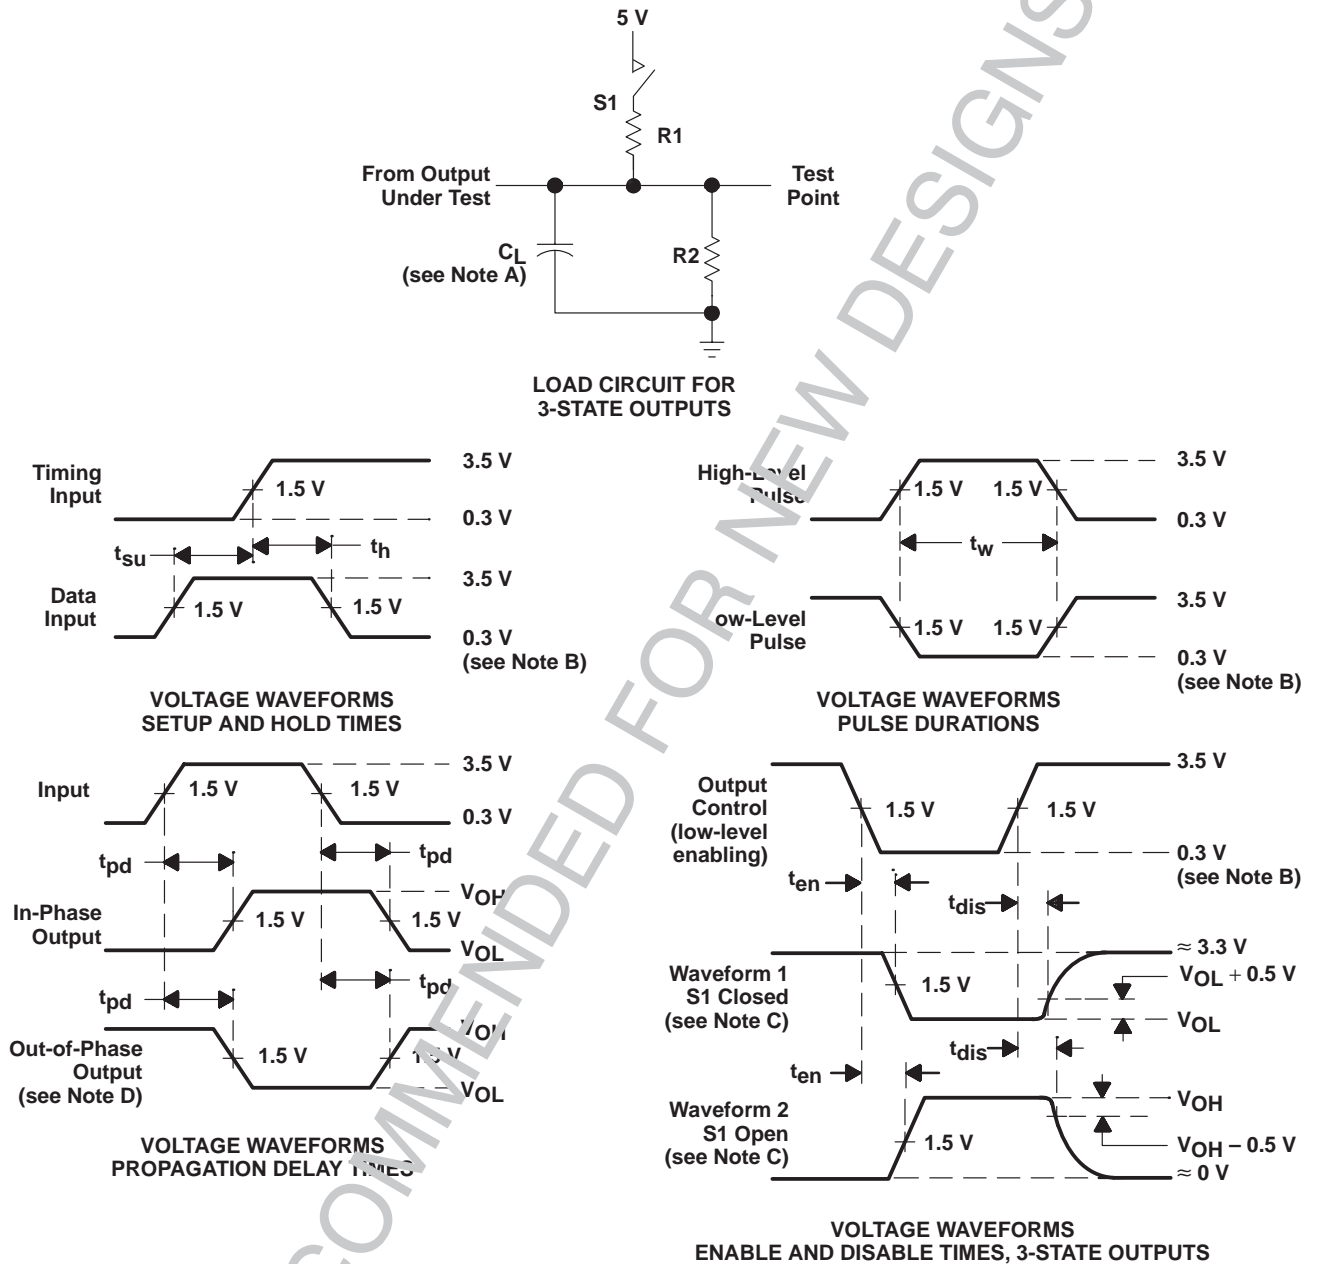 5 V
S1
R1
From Output
Under Test
Test
Point
CL
(see Note A)
R2
LOAD CIRCUIT FOR
3-STATE OUTPUTS
Timing
Input
3.5 V
1.5 V
0.3 V
tsu
th
Data
Input
3.5 V
1.5 V
1.5 V
0.3 V
(see Note B)
VOLTAGE WAVEFORMS
SETUP AND HOLD TIMES
High-Level
Pulse
3.5 V
1.5 V
1.5 V
0.3 V
tw
ow-Level
Pulse
3.5 V
1.5 V
1.5 V
0.3 V
(see Note B)
VOLTAGE WAVEFORMS
PULSE DURATIONS
Input
3.5 V
1.5 V
1.5 V
0.3 V
tpd
tpd
In-Phase
Output
VOH
1.5 V
1.5 V
VOL
tpd
tpd
Out-of-Phase
Output
(see Note D)
VOH
1.5 V
1.5 V
VOL
VOLTAGE WAVEFORMS
PROPAGATION DELAY TIMES
Output
Control
(low-level
enabling)
3.5 V
1.5 V
1.5 V
0.3 V
(see Note B)
ten
tdis
Waveform 1
S1 Closed
(see Note C)
≈ 3.3 V
1.5 V
VOL + 0.5 V
VOL
tdis
ten
Waveform 2
S1 Open
(see Note C)
VOH
1.5 V
VOH – 0.5 V
≈ 0 V
VOLTAGE WAVEFORMS
ENABLE AND DISABLE TIMES, 3-STATE OUTPUTS
COMMENDED FOR NEW DESIGNS